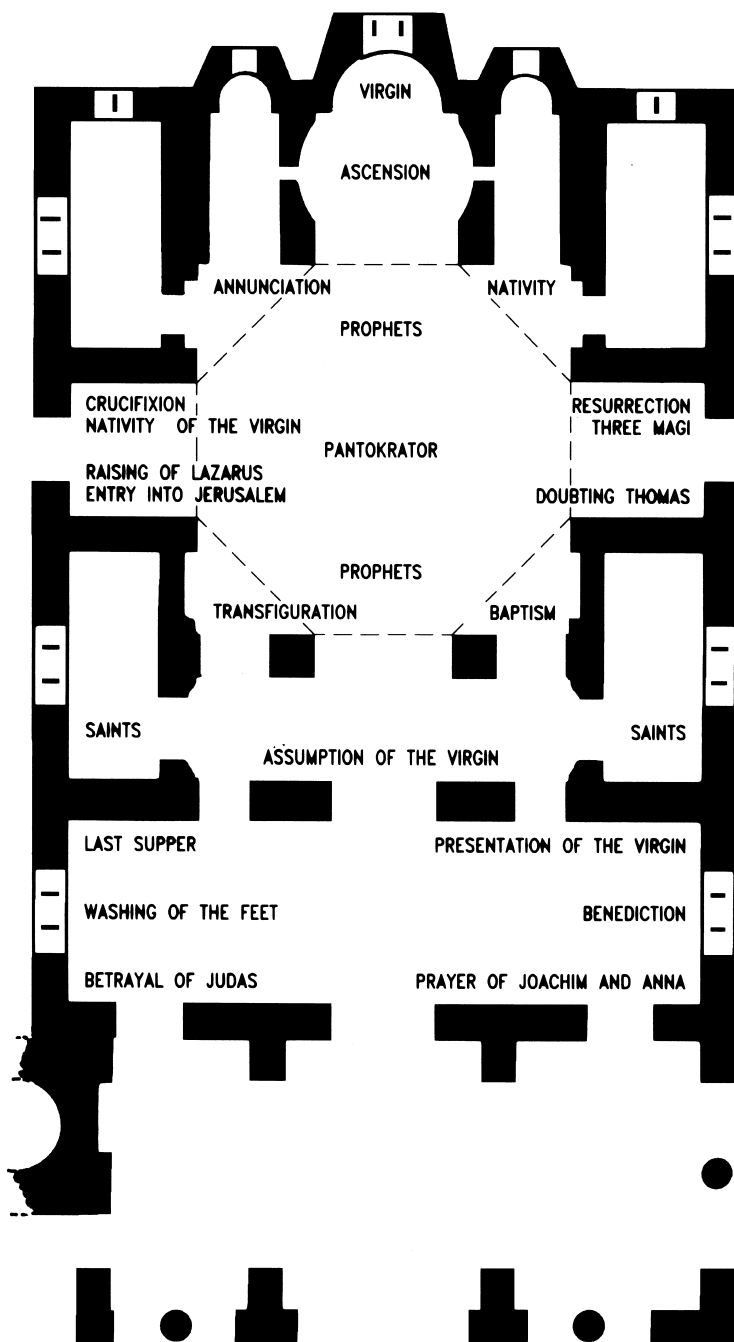 VIRGIN
ASCENSION
ANNUNCIATION
NATIVITY
PROPHETS
CRUCIFIXION
NATIVITY OF THE VIRGIN
RESURRECTION
THREE MAGI
PANTOKRATOR
RAISING OF LAZARUS
ENTRY INTO JERUSALEM
DOUBTING THOMAS
PROPHETS
TRANSFIGURATION
BAPTISM
SAINTS
SAINTS
ASSUMPTION OF THE VIRGIN
LAST SUPPER
PRESENTATION OF THE VIRGIN
WASHING OF THE FEET
BENEDICTION
BETRAYAL OF JUDAS
PRAYER OF JOACHIM AND ANNA